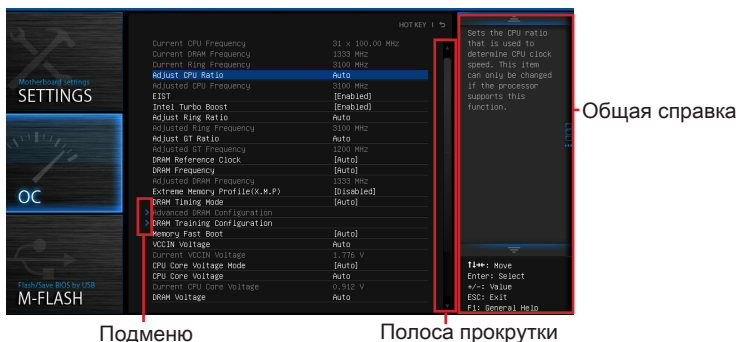 HOT KEY | ⮌
Motherboard settings
SETTINGS
OC
Flash/Save BIOS by USB
M-FLASH
Current CPU Frequency 31 x 100.00 MHz
Current DRAM Frequency 1333 MHz
Current Ring Frequency 3100 MHz
Adjust CPU Ratio Auto
Adjusted CPU Frequency 3100 MHz
EIST [Enabled]
Intel Turbo Boost [Enabled]
Adjust Ring Ratio Auto
Adjusted Ring Frequency 3100 MHz
Adjust GT Ratio Auto
Adjusted GT Frequency 1200 MHz
DRAM Reference Clock [Auto]
DRAM Frequency [Auto]
Adjusted DRAM Frequency 1333 MHz
Extreme Memory Profile(X.M.P) [Disabled]
DRAM Timing Mode [Auto]
> Advanced DRAM Configuration
> DRAM Training Configuration
Memory Fast Boot [Auto]
VCCIN Voltage Auto
Current VCCIN Voltage 1.776 V
CPU Core Voltage Mode [Auto]
CPU Core Voltage Auto
Current CPU Core Voltage 0.912 V
DRAM Voltage Auto
Sets the CPU ratio
that is used to
determine CPU clock
speed. This item
can only be changed
if the processor
supports this
function.
↑↓→←: Move
Enter: Select
+/-: Value
ESC: Exit
F1: General Help
Общая справка
Подменю
Полоса прокрутки